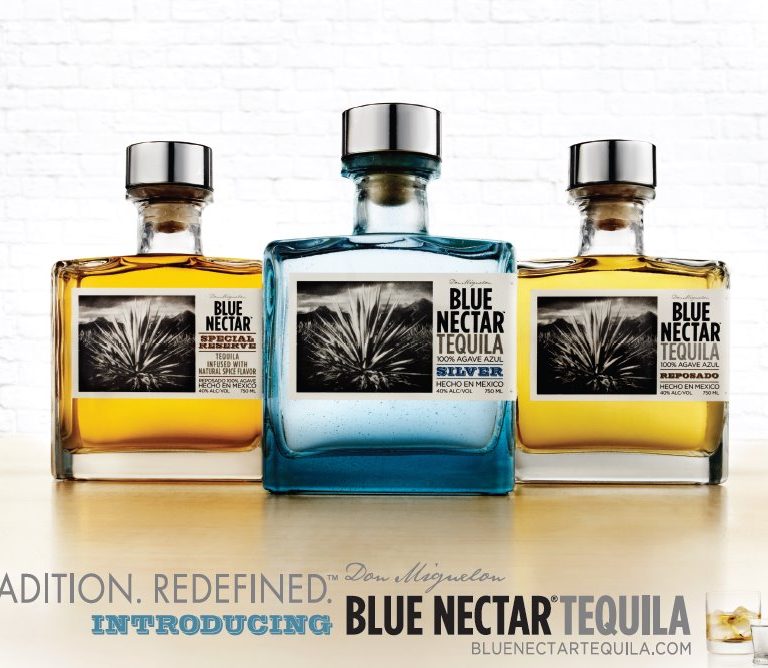 Don Miguelon
BLUE
NECTAR
SPECIAL
RESERVE
TEQUILA
INFUSED WITH
NATURAL SPICE FLAVOR
REPOSADO 100% AGAVE
HECHO EN MEXICO
40% ALC/VOL 750 ML
Don Miguelon
BLUE
NECTAR™
TEQUILA
100% AGAVE AZUL
SILVER
HECHO EN MEXICO
40% ALC/VOL 750 ML
Don Miguelon
BLUE
NECTAR
TEQUILA
100% AGAVE AZUL
REPOSADO
HECHO EN MEXICO
40% ALC/VOL 750 ML
ADITION. REDEFINED.™
INTRODUCING
Don Miguelon
BLUE NECTAR® TEQUILA
BLUENECTARTEQUILA.COM